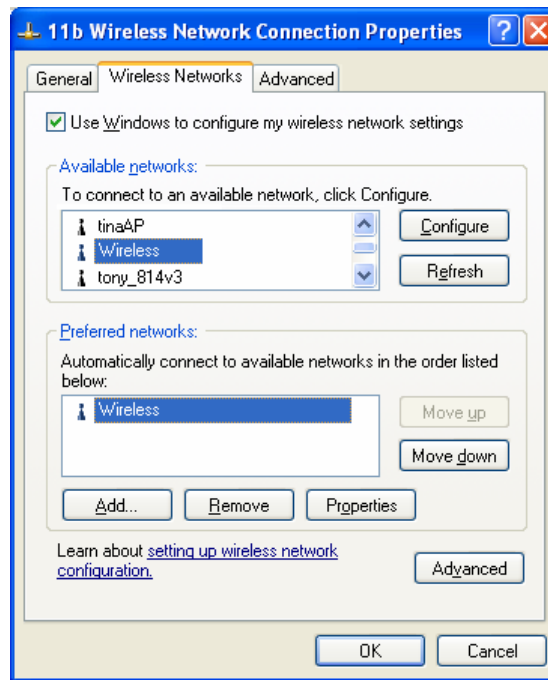 11b Wireless Network Connection Properties
General Wireless Networks Advanced
Use Windows to configure my wireless network settings
Available networks:
To connect to an available network, click Configure.
tinaAP
Wireless
tony_814v3
Configure
Refresh
Preferred networks:
Automatically connect to available networks in the order listed
below:
Wireless
Move up
Move down
Add... Remove Properties
Learn about setting up wireless network
configuration.
Advanced
OK Cancel